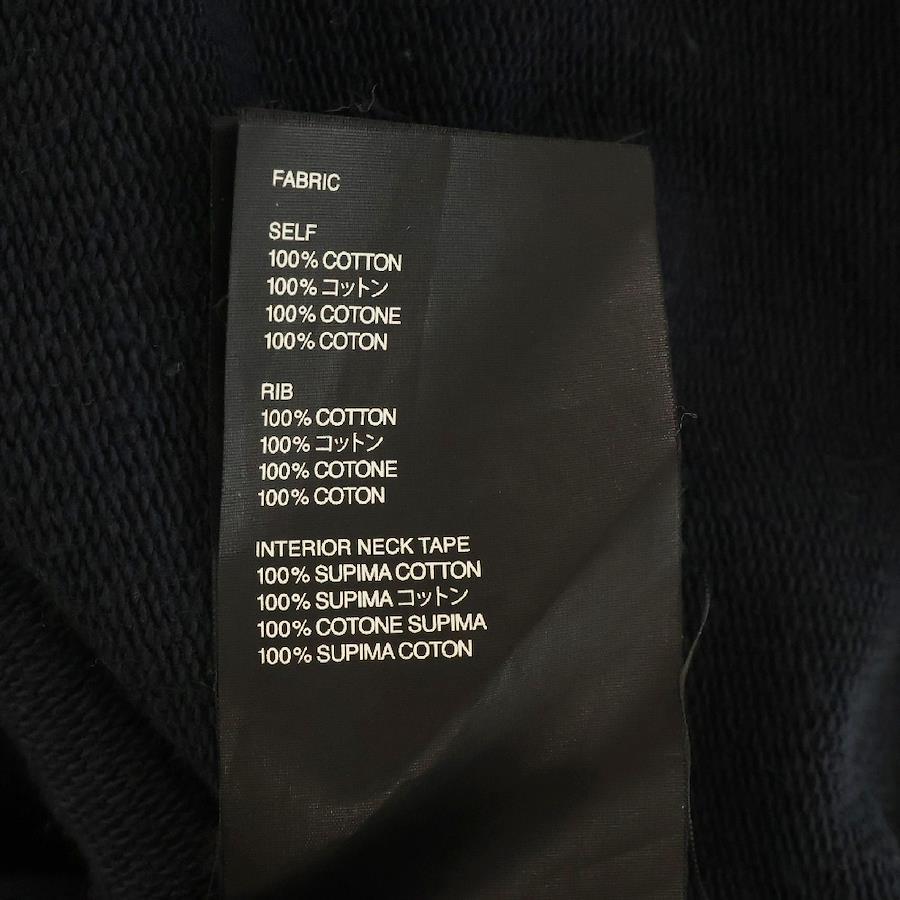 FABRIC
SELF
100% COTTON
100% コットン
100% COTONE
100% COTON
RIB
100% COTTON
100% コットン
100% COTONE
100% COTON
INTERIOR NECK TAPE
100% SUPIMA COTTON
100% SUPIMA コットン
100% COTONE SUPIMA
100% SUPIMA COTON